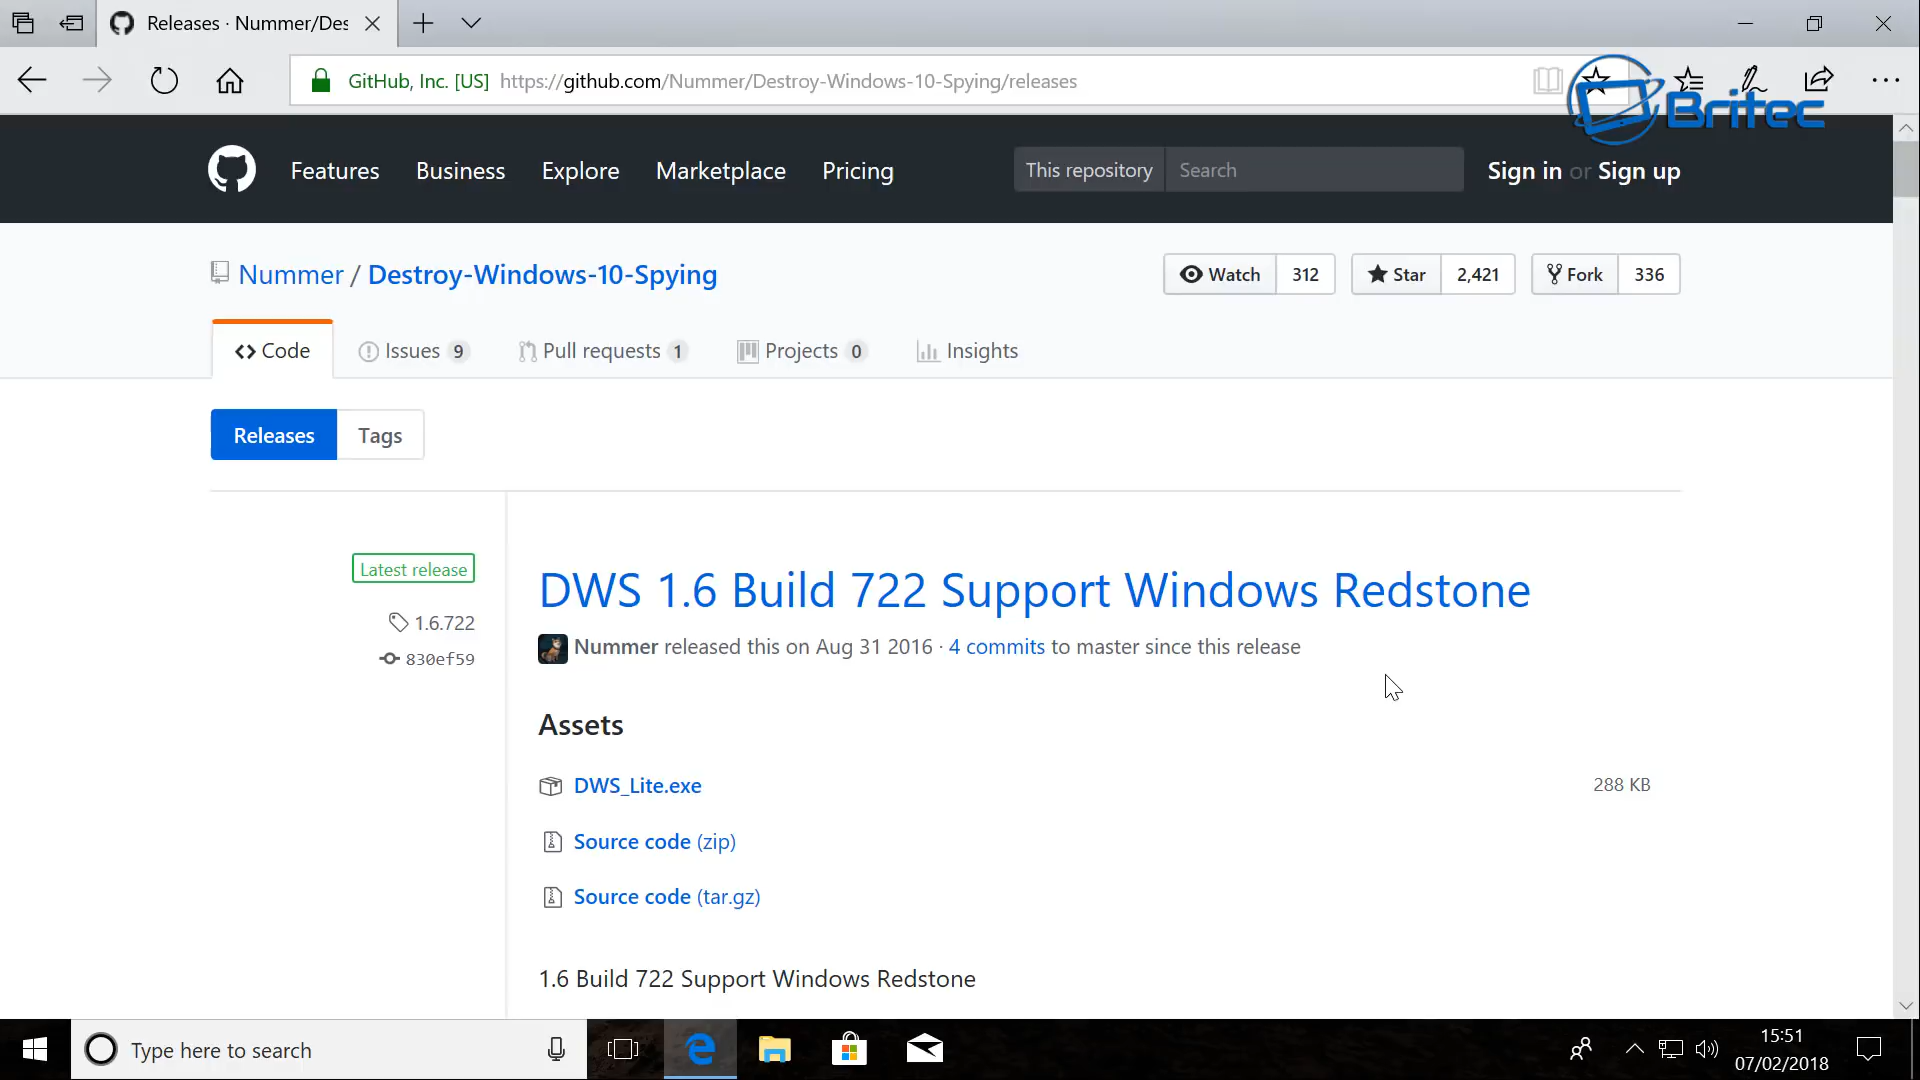 Releases · Nummer/Des
GitHub, Inc. [US] https://github.com/Nummer/Destroy-Windows-10-Spying/releases
Britec
Features Business Explore Marketplace Pricing This repository Search Sign in or Sign up
Nummer / Destroy-Windows-10-Spying Watch 312 Star 2,421 Fork 336
Code Issues 9 Pull requests 1 Projects 0 Insights
Releases Tags
Latest release
1.6.722
830ef59
DWS 1.6 Build 722 Support Windows Redstone
Nummer released this on Aug 31 2016 · 4 commits to master since this release
Assets
DWS_Lite.exe 288 KB
Source code (zip)
Source code (tar.gz)
1.6 Build 722 Support Windows Redstone
Type here to search
15:51
07/02/2018